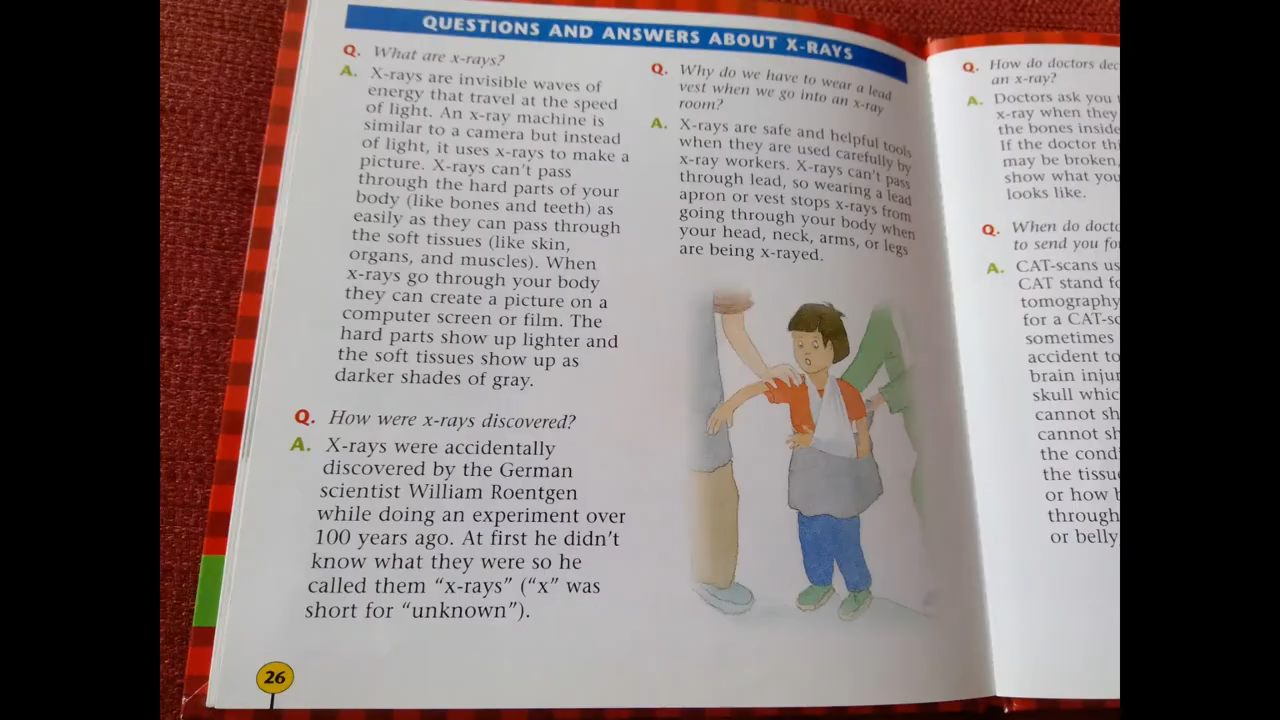 QUESTIONS AND ANSWERS ABOUT X-RAYS
Q. What are x-rays?
A. X-rays are invisible waves of
energy that travel at the speed
of light. An x-ray machine is
similar to a camera but instead
of light, it uses x-rays to make a
picture. X-rays can't pass
through the hard parts of your
body (like bones and teeth) as
easily as they can pass through
the soft tissues (like skin,
organs, and muscles). When
x-rays go through your body
they can create a picture on a
computer screen or film. The
hard parts show up lighter and
the soft tissues show up as
darker shades of gray.
Q. How were x-rays discovered?
A. X-rays were accidentally
discovered by the German
scientist William Roentgen
while doing an experiment over
100 years ago. At first he didn't
know what they were so he
called them “x-rays” (“x” was
short for “unknown”).
26
Q. Why do we have to wear a lead
vest when we go into an x-ray
room?
A. X-rays are safe and helpful tools
when they are used carefully by
x-ray workers. X-rays can't pass
through lead, so wearing a lead
apron or vest stops x-rays from
going through your body when
your head, neck, arms, or legs
are being x-rayed.
Q. How do doctors dec
an x-ray?
A. Doctors ask you
x-ray when they
the bones inside
If the doctor thi
may be broken,
show what you
looks like.
Q. When do docto
to send you fo
A. CAT-scans us
CAT stand fo
tomography
for a CAT-sc
sometimes
accident to
brain injur
skull whic
cannot sh
cannot sh
the condi
the tissue
or how
through
or belly